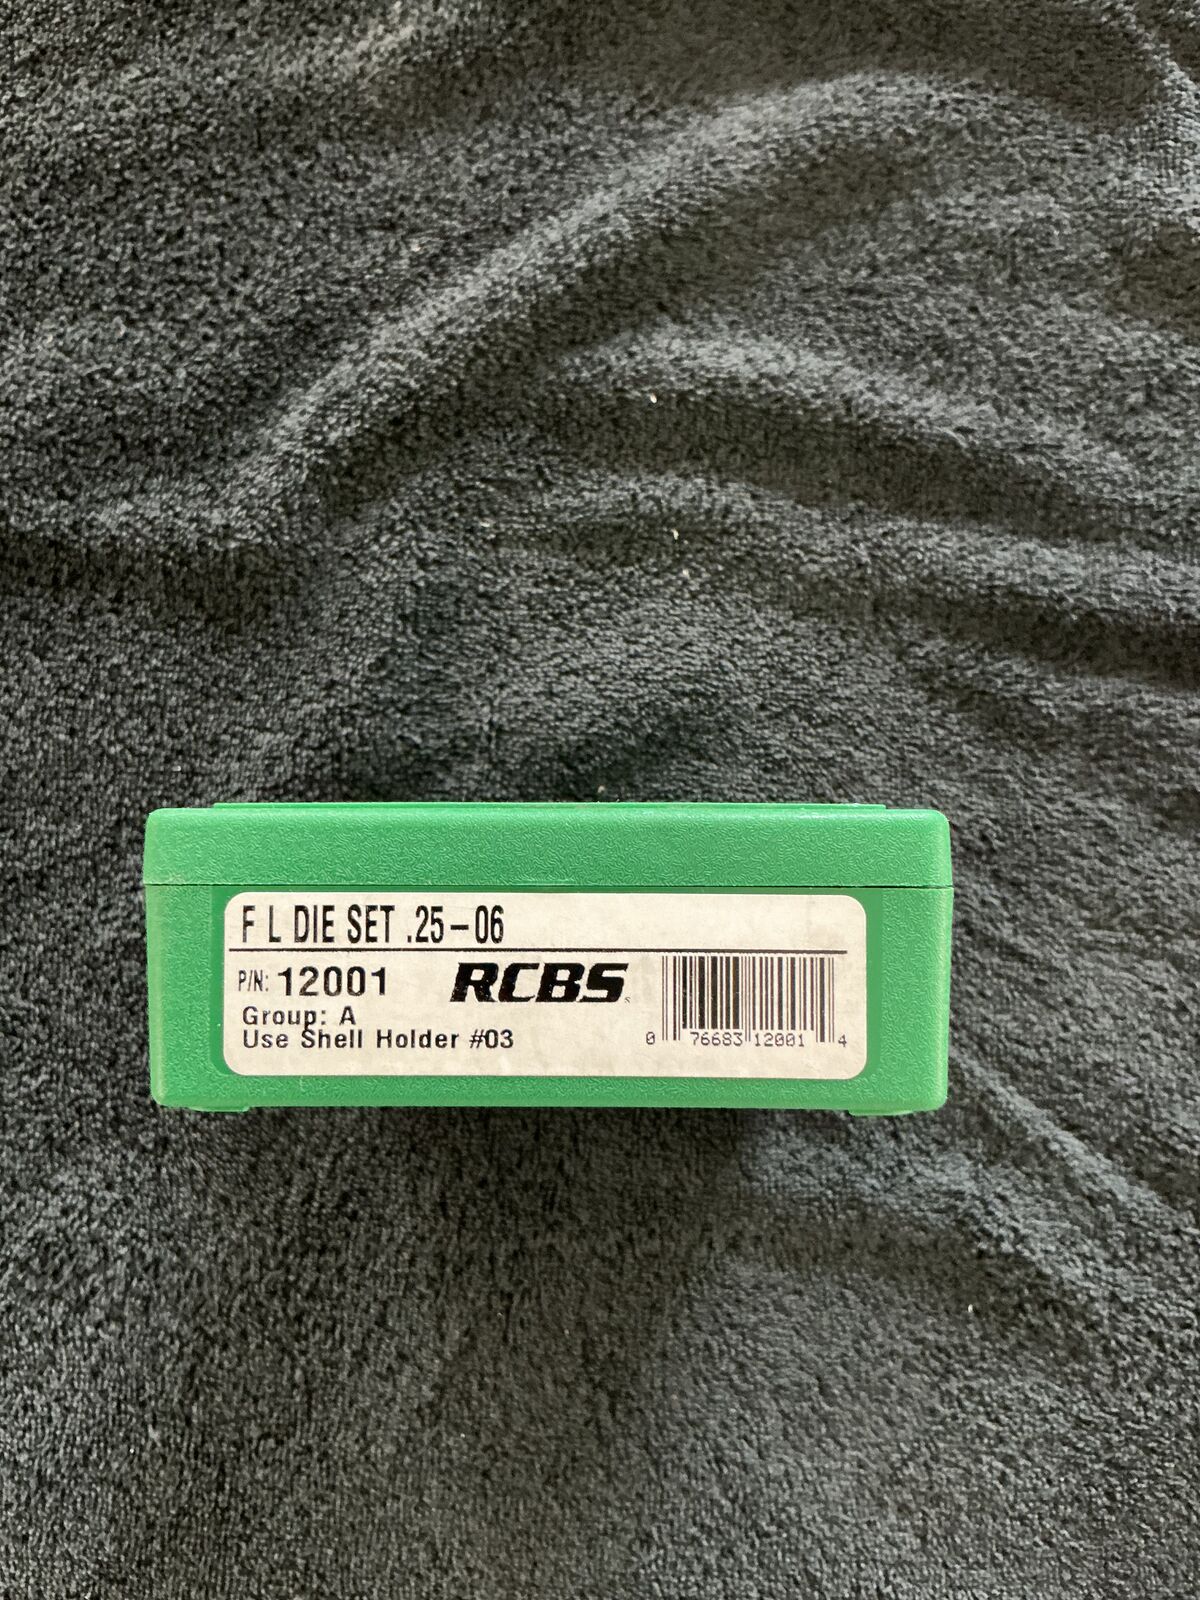 F L DIE SET .25-06
P/N: 12001
RCBS
Group: A
Use Shell Holder #03
0 76683 12001 4